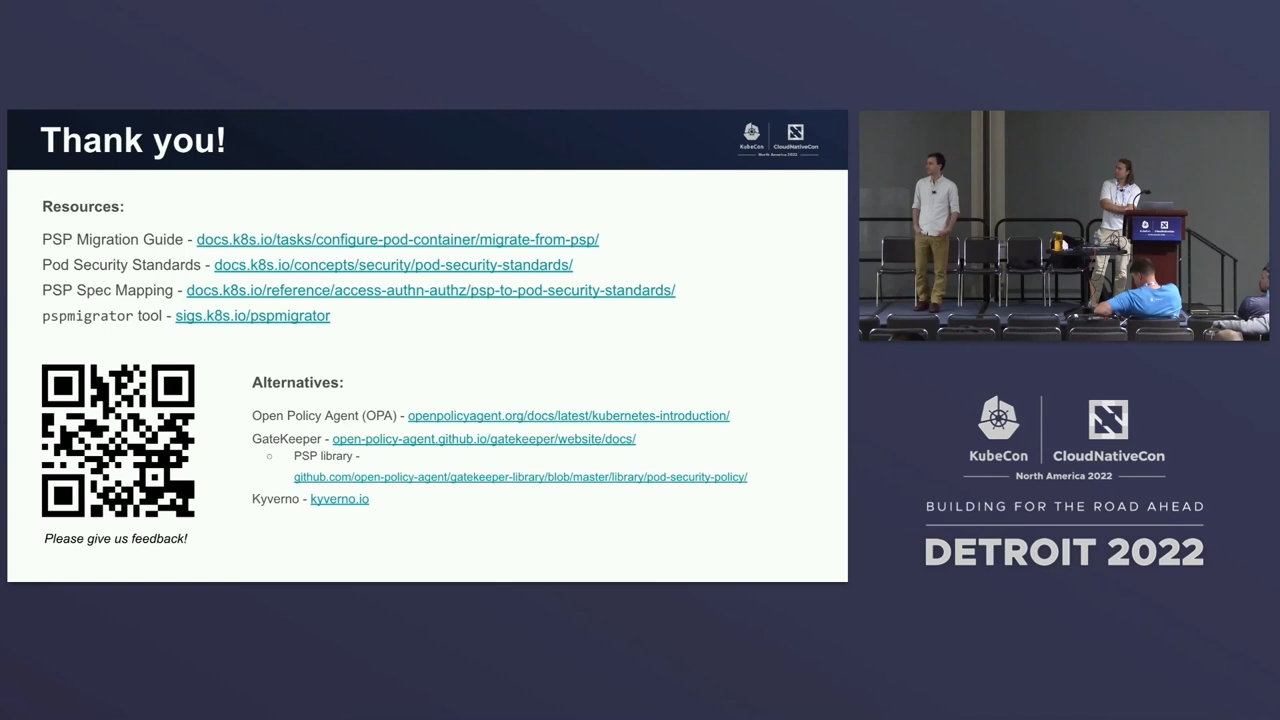 Thank you!
KubeCon
CloudNativeCon
North America 2022
Resources:
PSP Migration Guide - docs.k8s.io/tasks/configure-pod-container/migrate-from-psp/
Pod Security Standards - docs.k8s.io/concepts/security/pod-security-standards/
PSP Spec Mapping - docs.k8s.io/reference/access-authn-authz/psp-to-pod-security-standards/
pspmigrator tool - sigs.k8s.io/pspmigrator
Please give us feedback!
Alternatives:
Open Policy Agent (OPA) - openpolicyagent.org/docs/latest/kubernetes-introduction/
GateKeeper - open-policy-agent.github.io/gatekeeper/website/docs/
○ PSP library -
github.com/open-policy-agent/gatekeeper-library/blob/master/library/pod-security-policy/
Kyverno - kyverno.io
KubeCon
CloudNativeCon
North America 2022
BUILDING FOR THE ROAD AHEAD
DETROIT 2022